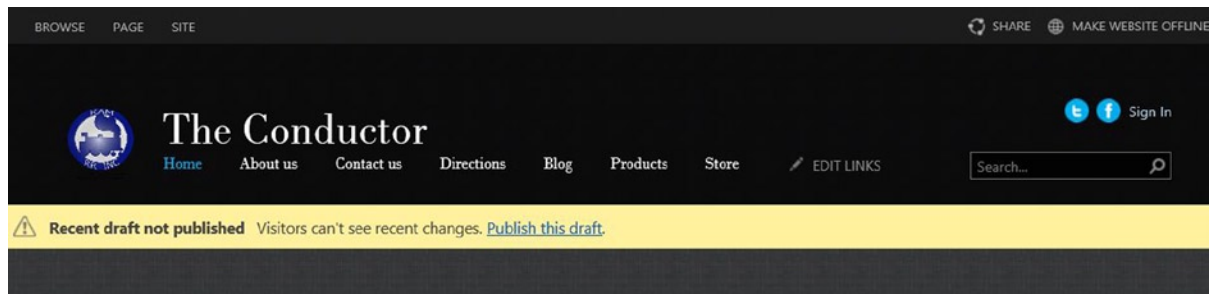 BROWSE PAGE SITE SHARE MAKE WEBSITE OFFLINE
The Conductor
Sign In
Home About us Contact us Directions Blog Products Store EDIT LINKS Search...
Recent draft not published Visitors can't see recent changes. Publish this draft.